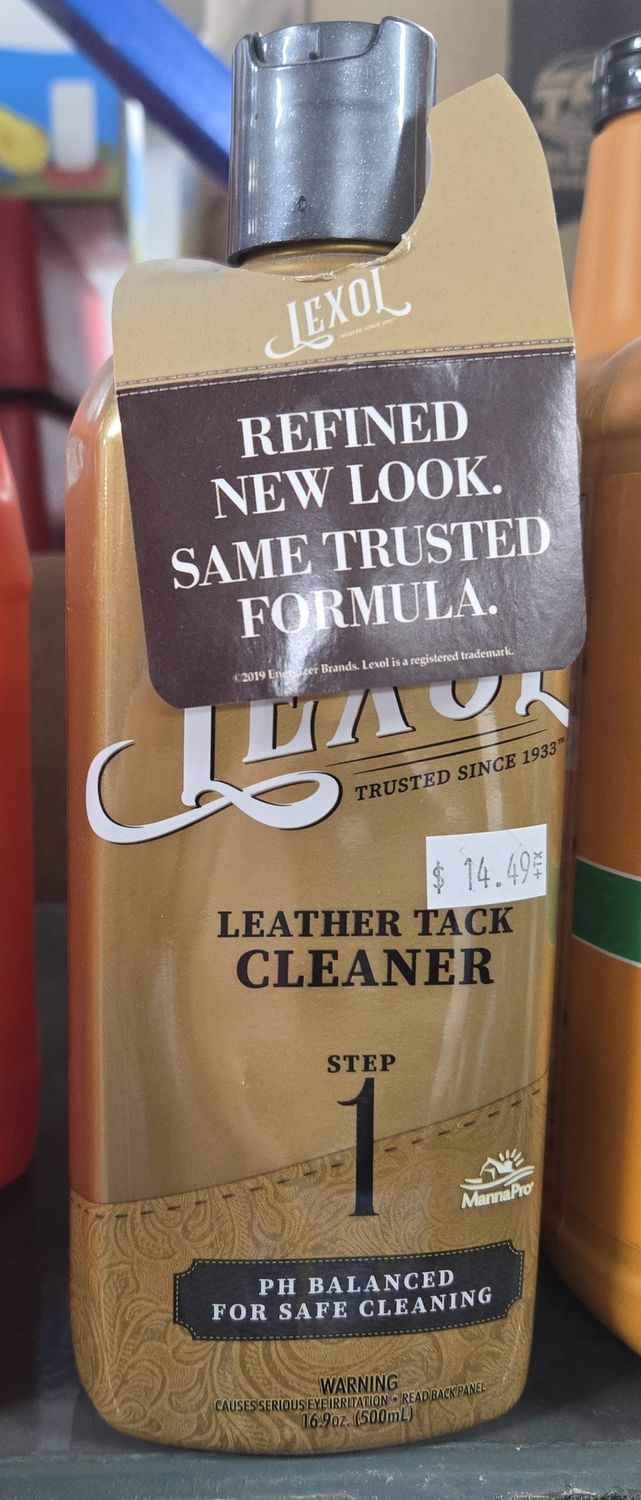 LEXOL
REFINED
NEW LOOK.
SAME TRUSTED
FORMULA.
©2019 Energizer Brands. Lexol is a registered trademark.
LEXOL
TRUSTED SINCE 1933™
$ 14.49 +TX
LEATHER TACK
CLEANER
STEP
1
MannaPro
PH BALANCED
FOR SAFE CLEANING
WARNING
CAUSES SERIOUS EYE IRRITATION • READ BACK PANEL
16.9oz. (500mL)